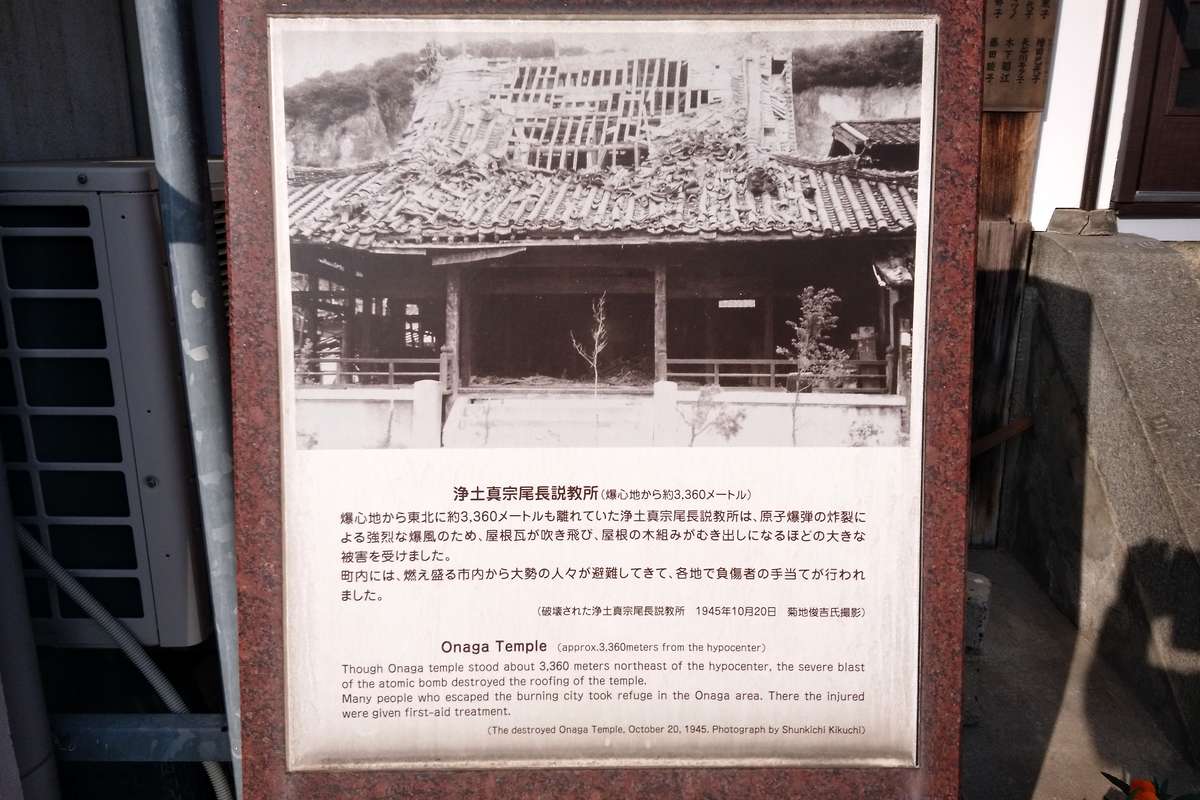 浄土真宗尾長説教所(爆心地から約3,360メートル)
爆心地から東北に約3,360メートルも離れていた浄土真宗尾長説教所は、原子爆弾の炸裂に
よる強烈な爆風のため、屋根瓦が吹き飛び、屋根の木組みがむき出しになるほどの大きな
被害を受けました。
町内には、燃え盛る市内から大勢の人々が避難してきて、各地で負傷者の手当てが行われ
ました。
(破壊された浄土真宗尾長説教所 1945年10月20日 菊地俊吉氏撮影)
Onaga Temple (approx.3,360meters from the hypocenter)
Though Onaga temple stood about 3,360 meters northeast of the hypocenter, the severe blast
of the atomic bomb destroyed the roofing of the temple.
Many people who escaped the burning city took refuge in the Onaga area. There the injured
were given first-aid treatment.
(The destroyed Onaga Temple, October 20, 1945. Photograph by Shunkichi Kikuchi)